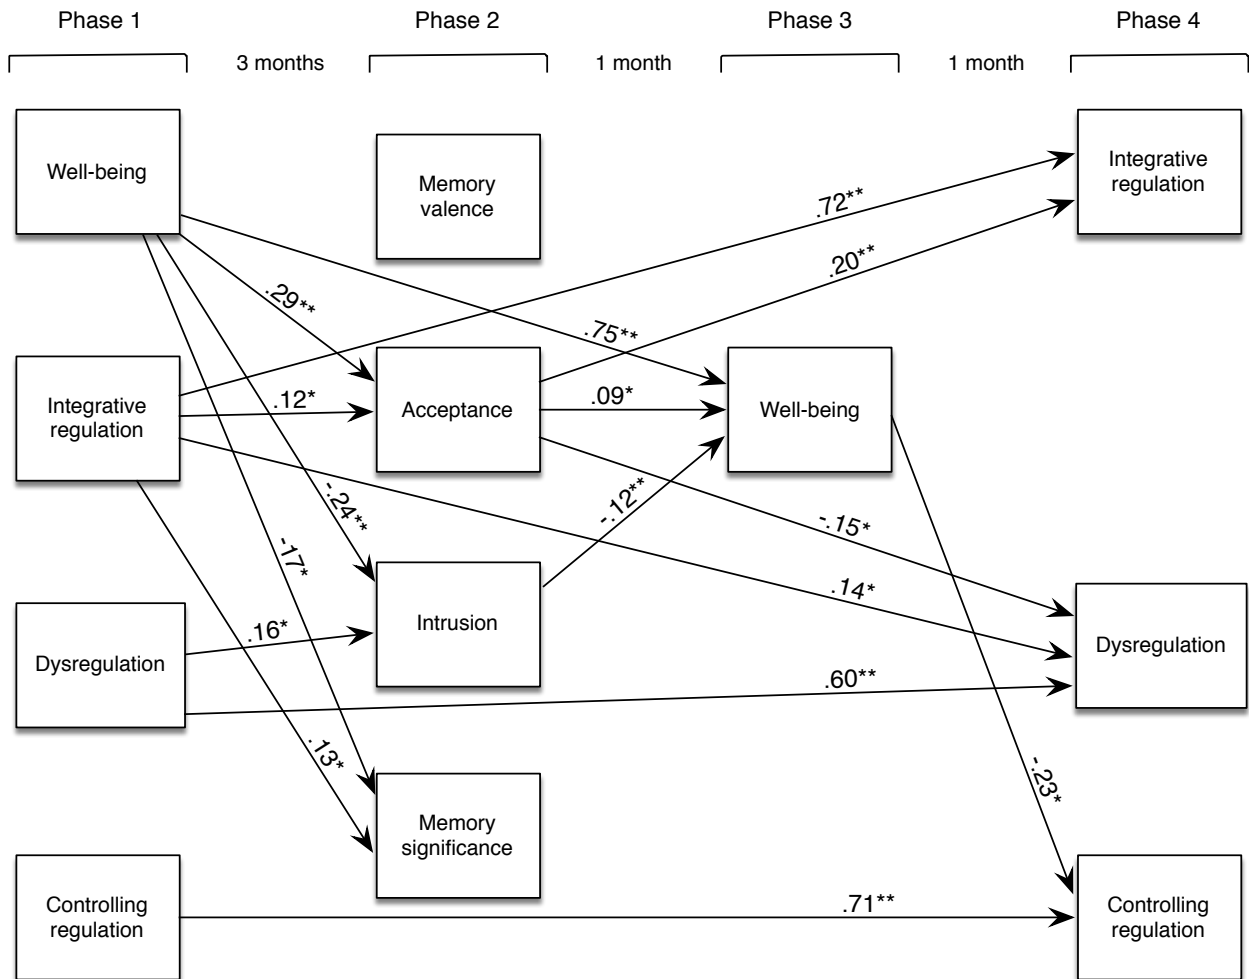 Phase 1
Phase 2
Phase 3
Phase 4
3 months
1 month
1 month
Well-being
Memory
valence
Integrative
regulation
.72**
.20**
.29**
.75**
Integrative
regulation
.12*
Acceptance
.09*
Well-being
-.24**
-.12**
-.15*
-17*
.14*
Dysregulation
.16*
Intrusion
Dysregulation
.60**
.13*
-.23*
Memory
significance
Controlling
regulation
.71**
Controlling
regulation